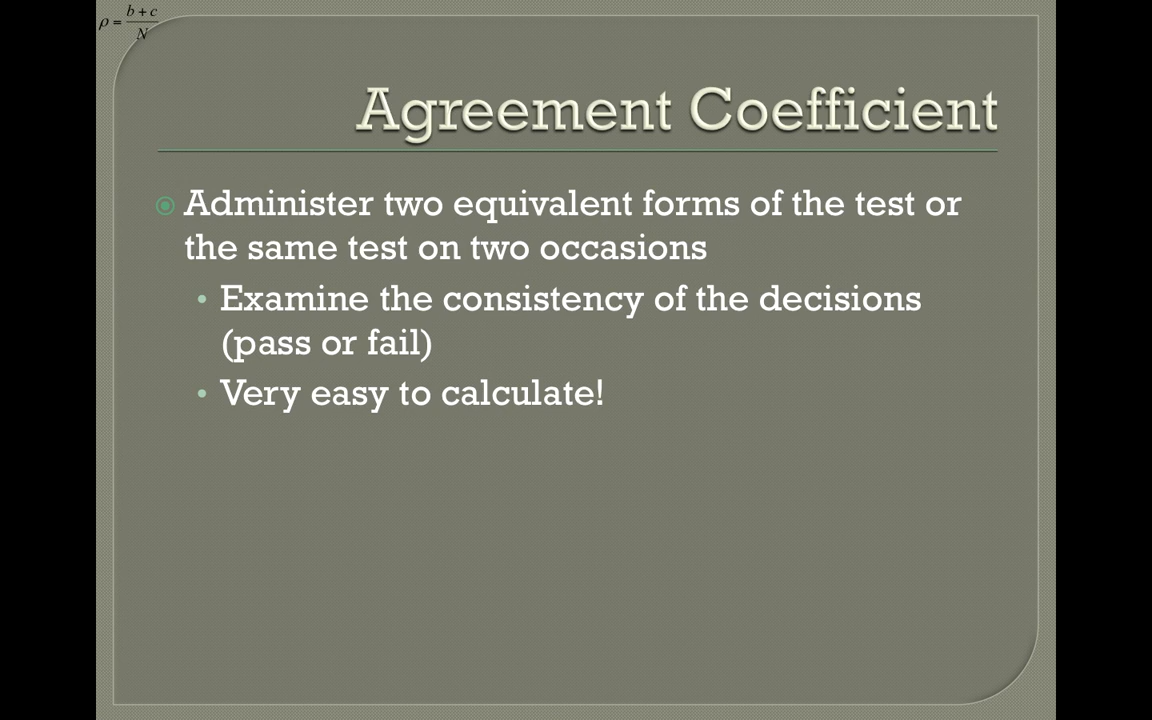 ρ = (b + c) / N
Agreement Coefficient
Administer two equivalent forms of the test or
the same test on two occasions
• Examine the consistency of the decisions
(pass or fail)
• Very easy to calculate!